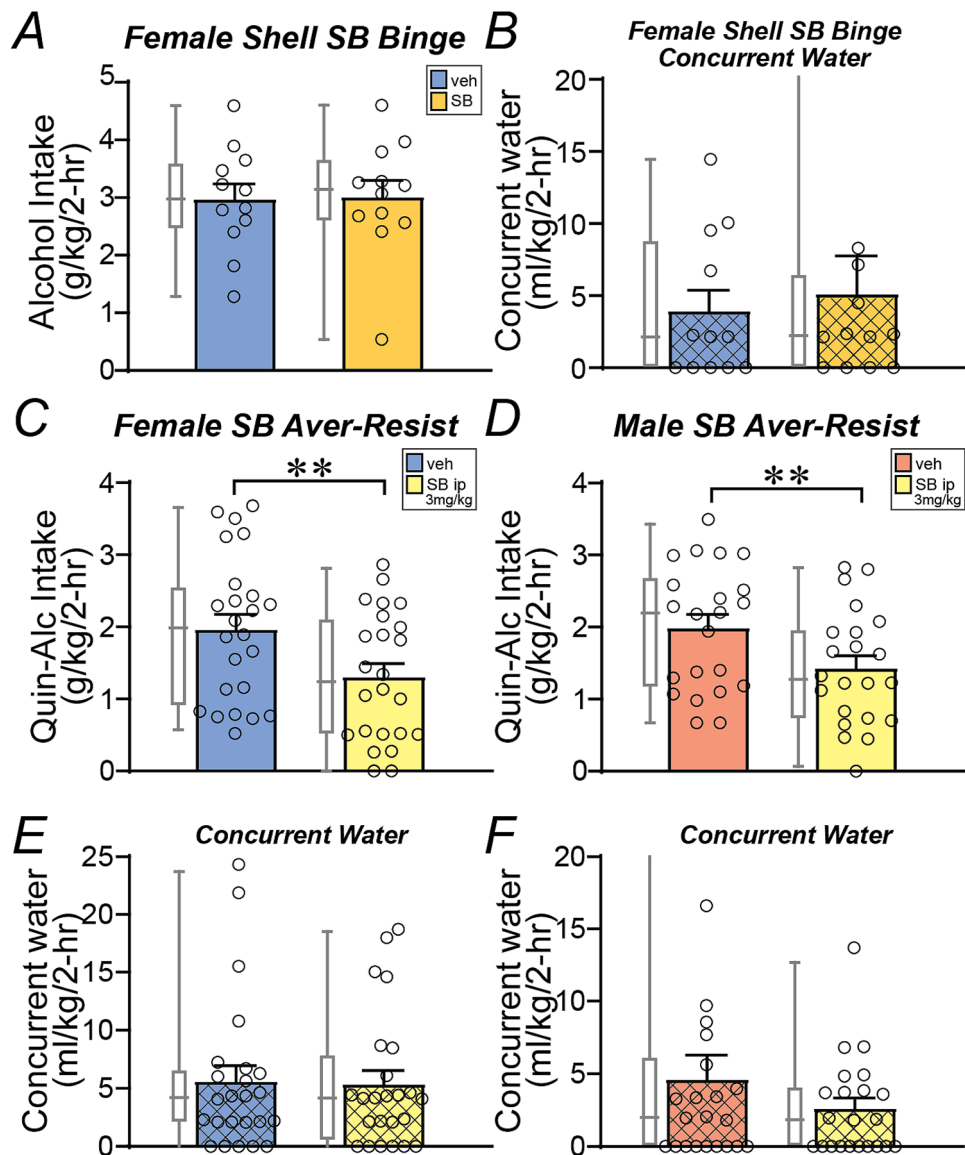 A
Female Shell SB Binge
veh
SB
Alcohol Intake
(g/kg/2-hr)
5
4
3
2
1
0
B
Female Shell SB Binge
Concurrent Water
Concurrent water
(ml/kg/2-hr)
20
15
10
5
0
C
Female SB Aver-Resist
veh
SB ip
3mg/kg
**
Quin-Alc Intake
(g/kg/2-hr)
4
3
2
1
0
D
Male SB Aver-Resist
veh
SB ip
3mg/kg
**
Quin-Alc Intake
(g/kg/2-hr)
4
3
2
1
0
E
Concurrent Water
Concurrent water
(ml/kg/2-hr)
25
20
15
10
5
0
F
Concurrent Water
Concurrent water
(ml/kg/2-hr)
20
15
10
5
0